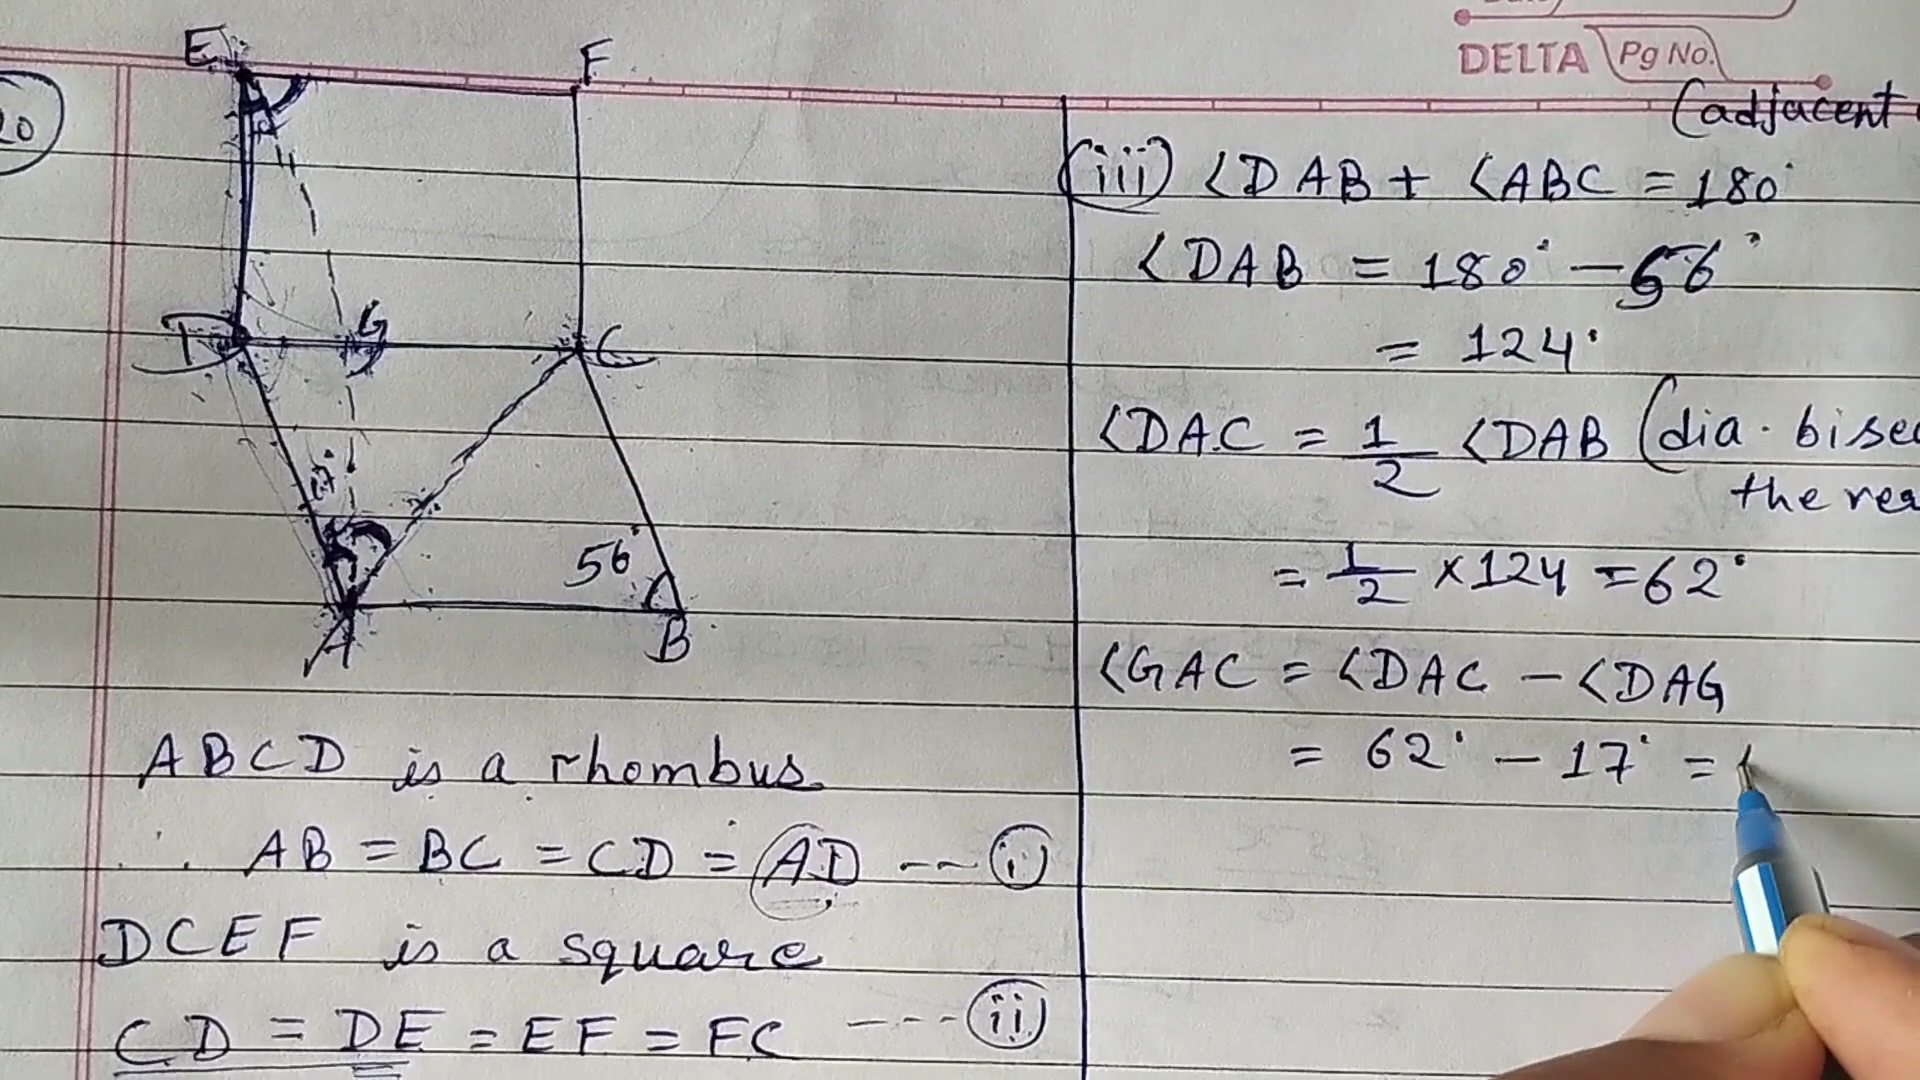 DELTA Pg No.
20
E F
G
C
56°
A B
ABCD is a rhombus
∴ AB = BC = CD = AD --- (i)
DCEF is a square
CD = DE = EF = FC ---- (ii)
(adjacent
(iii) ∠DAB + ∠ABC = 180°
∠DAB = 180° - 56°
= 124°
∠DAC = 1/2 ∠DAB (dia. bisec
the
= 1/2 × 124 = 62°
∠GAC = ∠DAC - ∠DAG
= 62° - 17° =